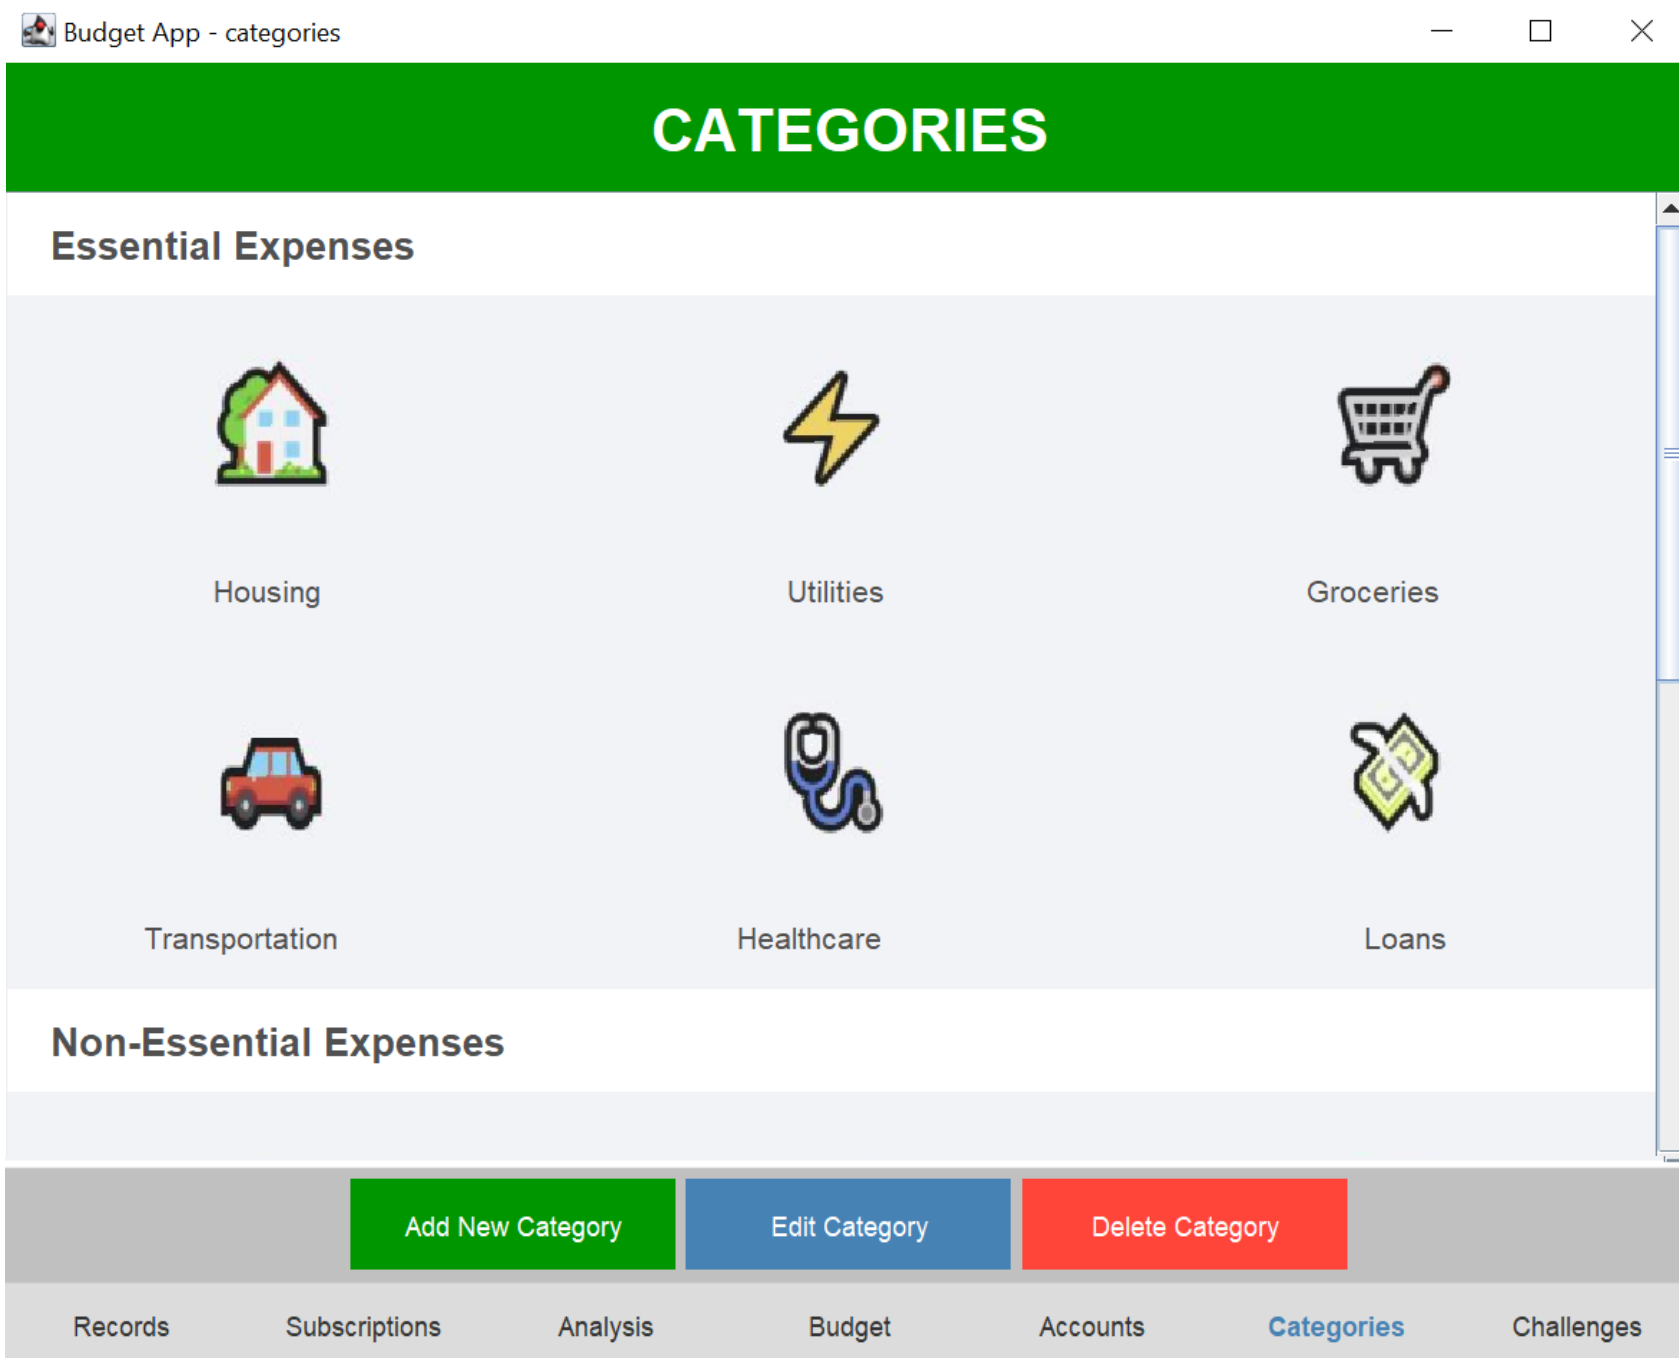 Budget App - categories
CATEGORIES
Essential Expenses
Housing
Utilities
Groceries
Transportation
Healthcare
Loans
Non-Essential Expenses
Add New Category
Edit Category
Delete Category
Records
Subscriptions
Analysis
Budget
Accounts
Categories
Challenges